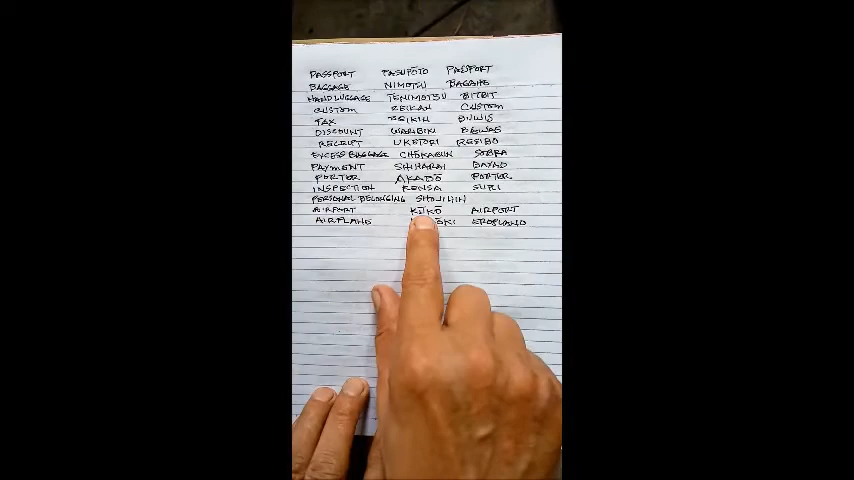 PASSPORT PASUPŌTO PASSPORT
BAGGAGE NIMOTSU BAGAHE
HAND LUGGAGE TENIMOTSU BITBIT
CUSTOM ZEIKAN CUSTOM
TAX ZEIKIN BUWIS
DISCOUNT WARIBIKI BAWAS
RECEIPT UKETORI RESIBO
EXCESS BAGGAGE CHŌKABUN SOBRA
PAYMENT SHIHARAI BAYAD
PORTER AKADŌ PORTER
INSPECTION KENSA SURI
PERSONAL BELONGING SHOJIHIN
AIRPORT KŪKŌ AIRPORT
AIRPLANE EROPLANO